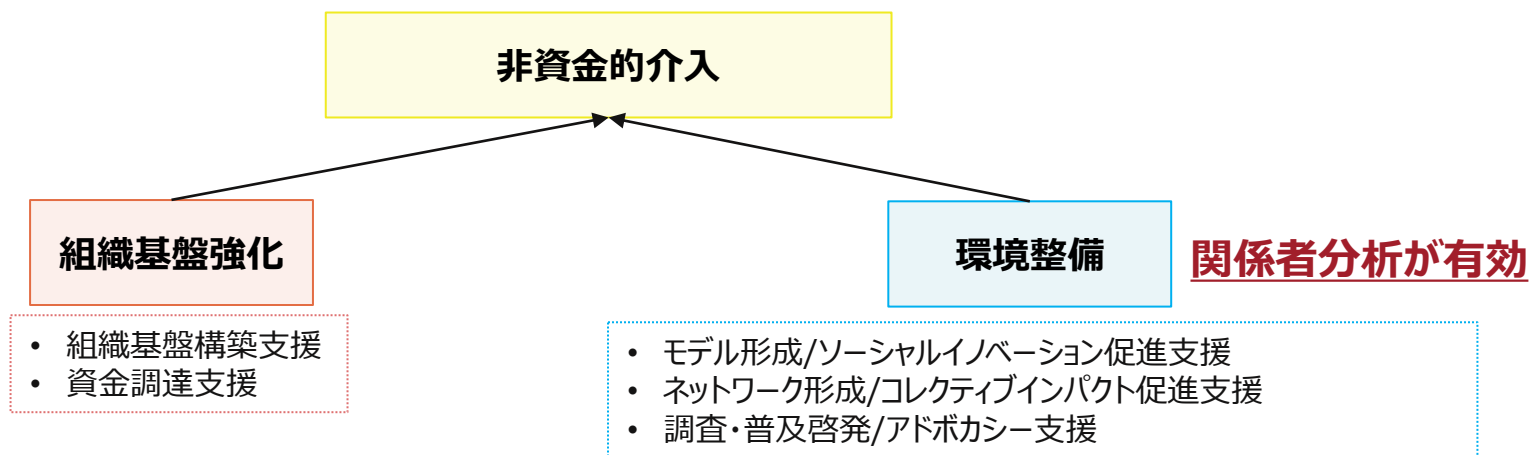 非資金的介入
組織基盤強化
環境整備
関係者分析が有効
• 組織基盤構築支援
• 資金調達支援
• モデル形成/ソーシャルイノベーション促進支援
• ネットワーク形成/コレクティブインパクト促進支援
• 調査・普及啓発/アドボカシー支援